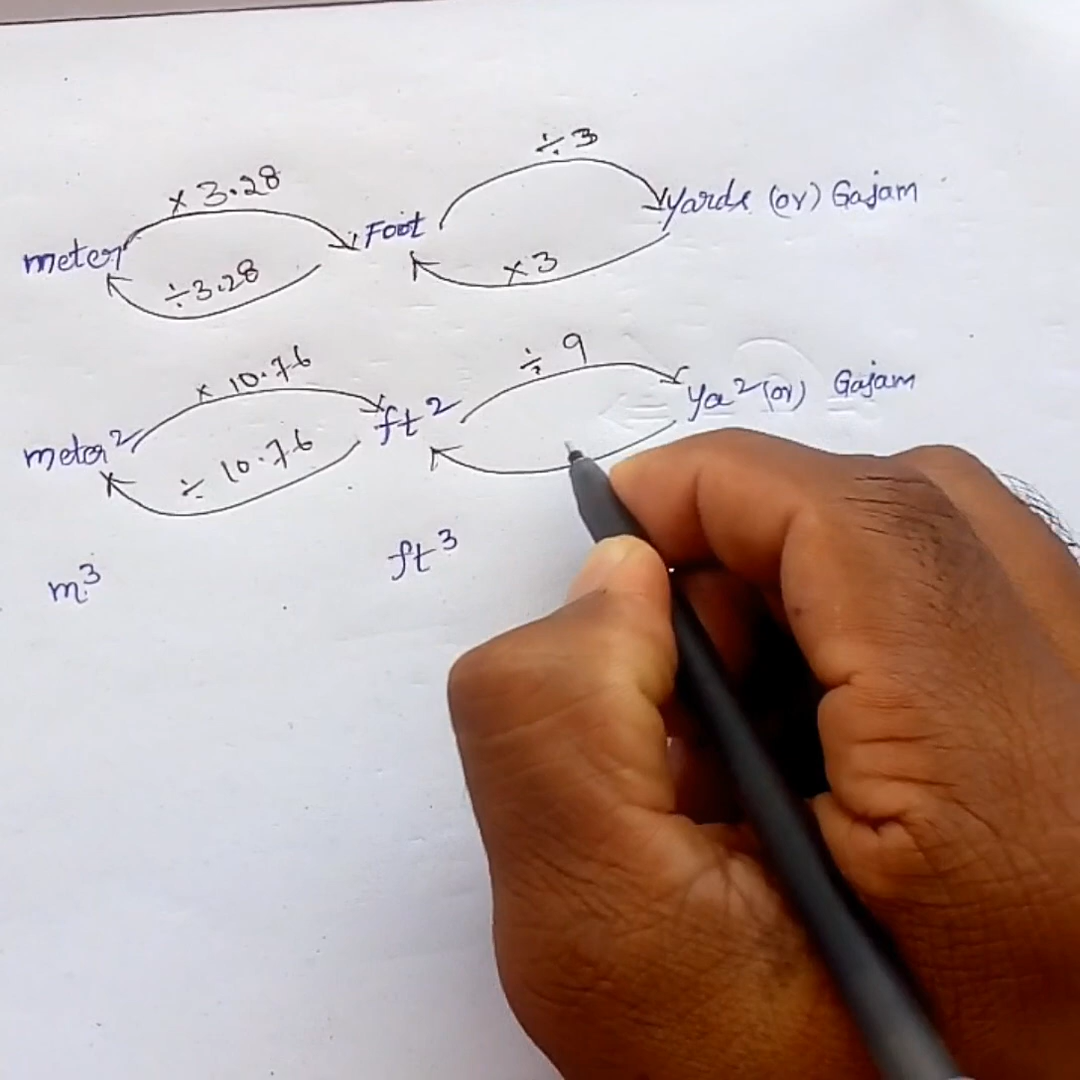 ÷ 3
× 3.28
meter Foot yards (or) Gajam
÷ 3.28 × 3
÷ 9
× 10.76
meter² ft² ya² (or) Gajam
÷ 10.76
m³ ft³